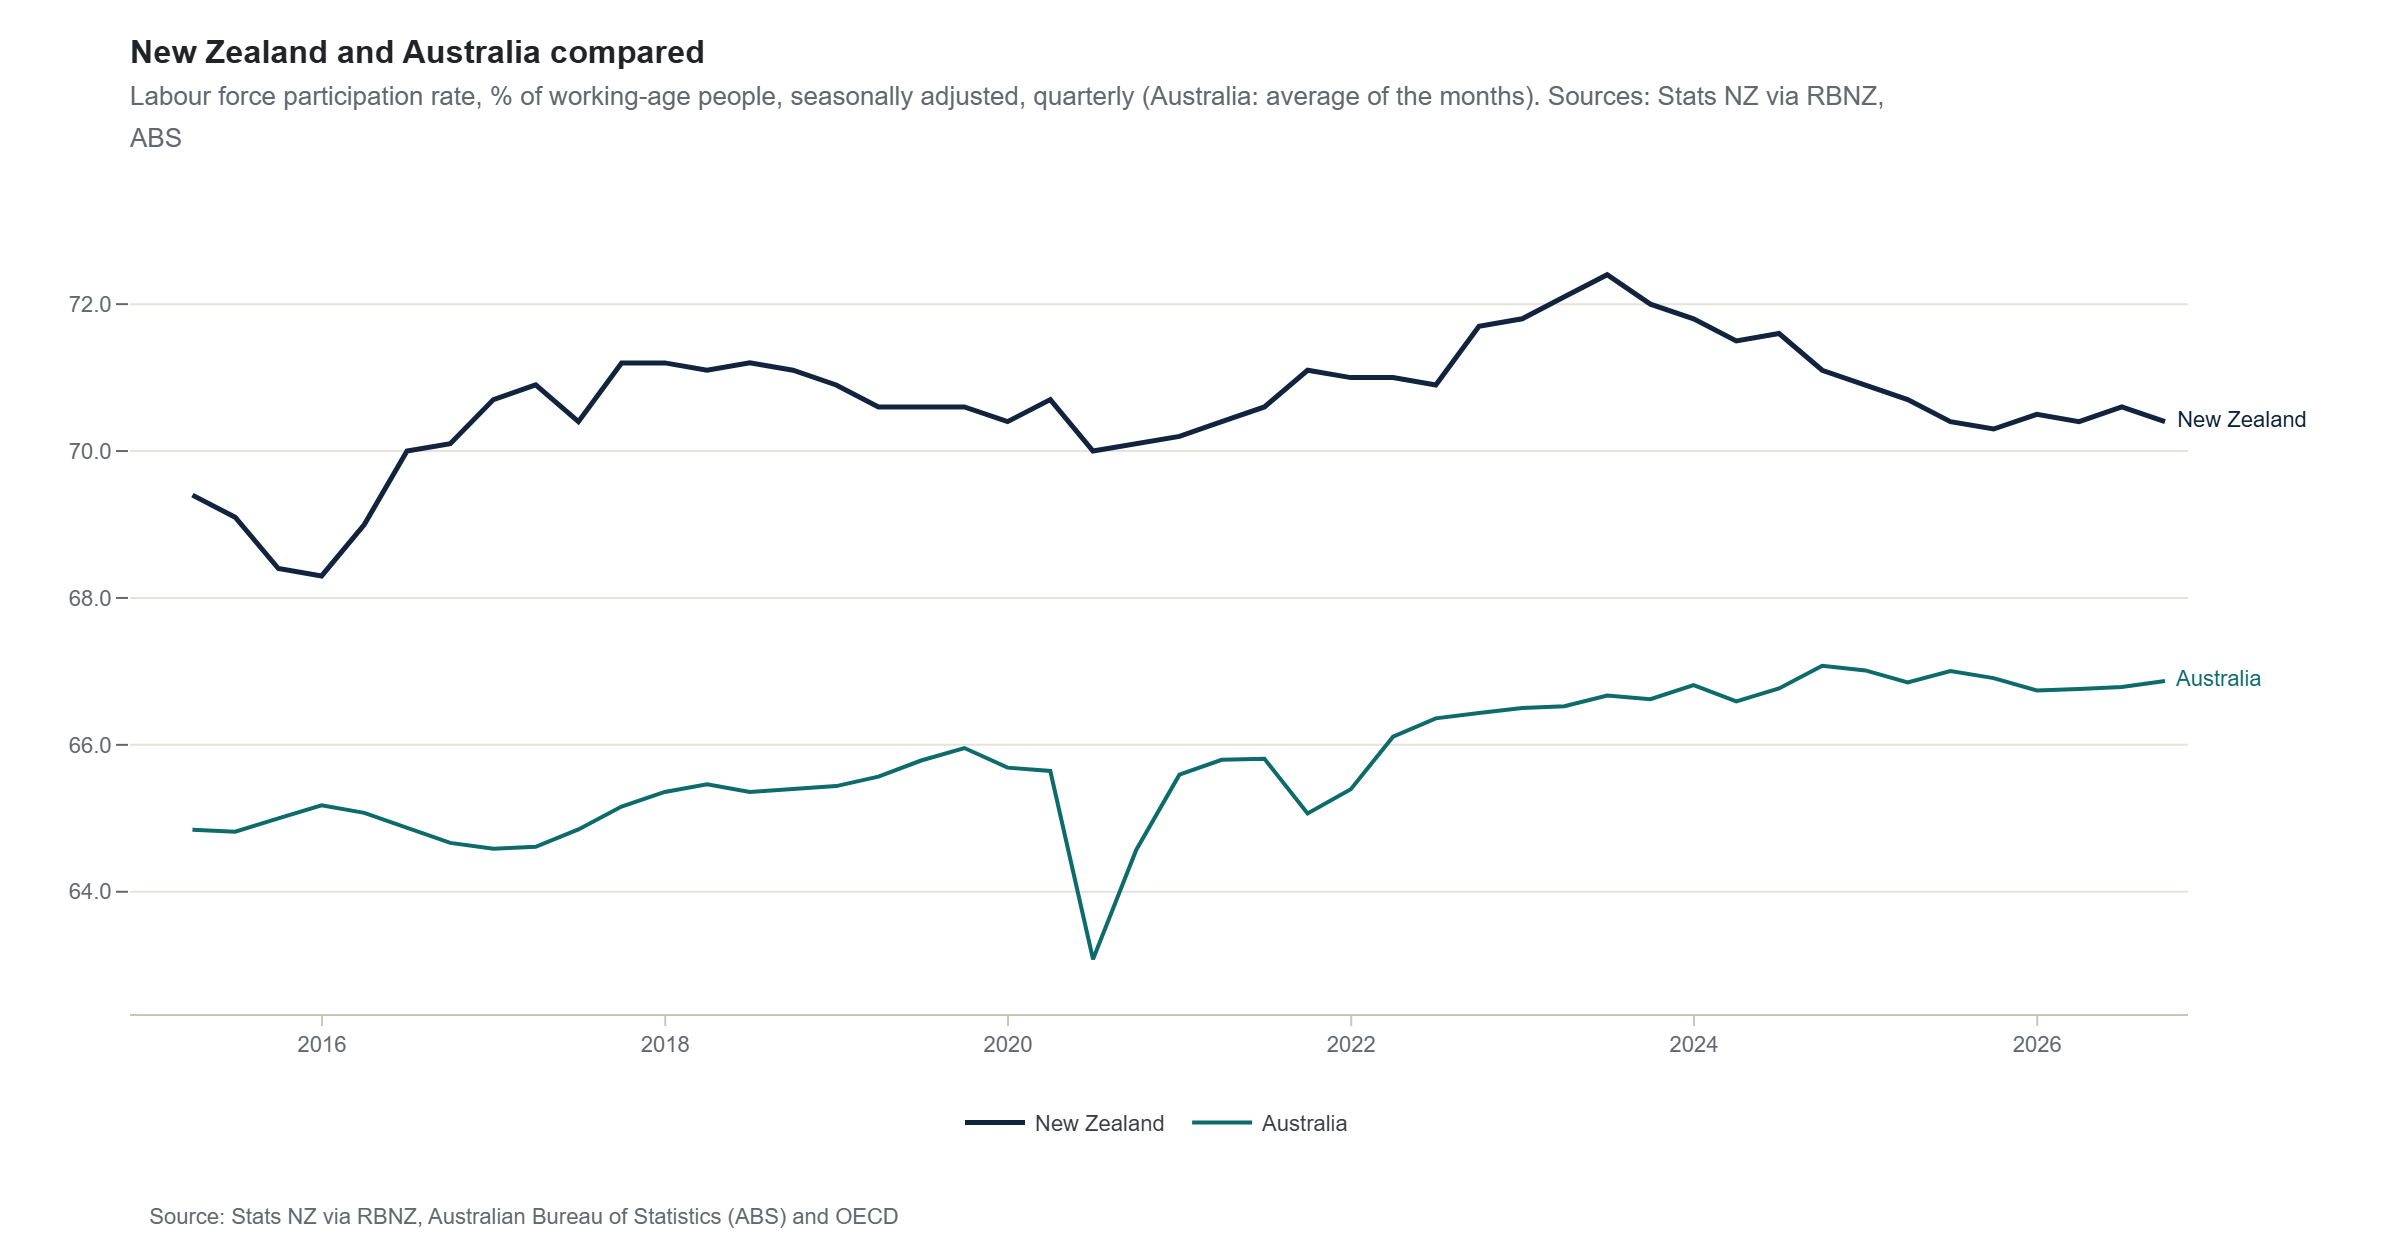 New Zealand and Australia compared
Labour force participation rate, % of working-age people, seasonally adjusted, quarterly (Australia: average of the months). Sources: Stats NZ via RBNZ,
ABS
72.0
70.0
New Zealand
68.0
Australia
66.0
64.0
2016
2018
2020
2022
2024
2026
New Zealand
Australia
Source: Stats NZ via RBNZ, Australian Bureau of Statistics (ABS) and OECD